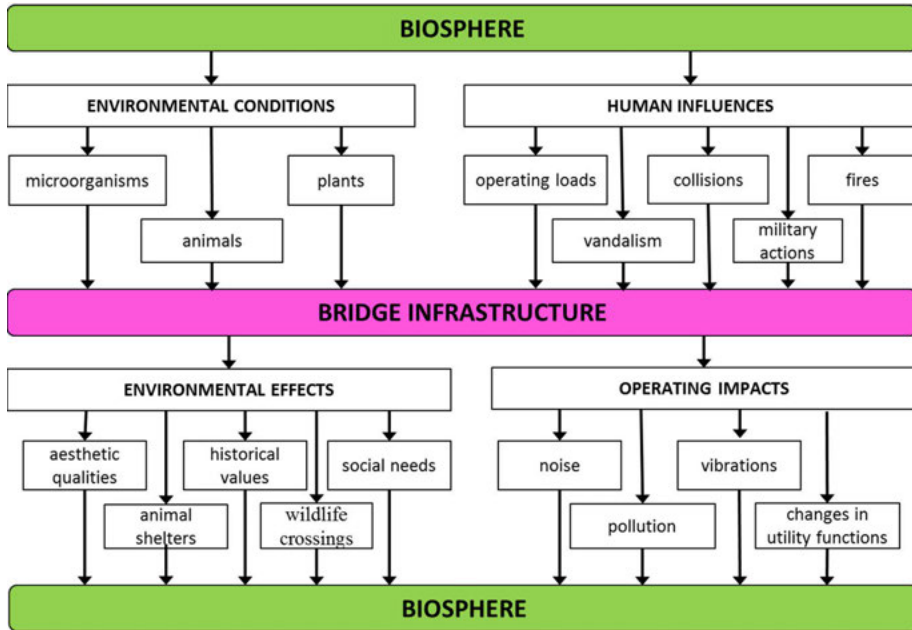 BIOSPHERE
ENVIRONMENTAL CONDITIONS
HUMAN INFLUENCES
microorganisms
plants
operating loads
collisions
fires
animals
vandalism
military
actions
BRIDGE INFRASTRUCTURE
ENVIRONMENTAL EFFECTS
OPERATING IMPACTS
aesthetic
qualities
historical
values
social needs
noise
vibrations
animal
shelters
wildlife
crossings
pollution
changes in
utility functions
BIOSPHERE